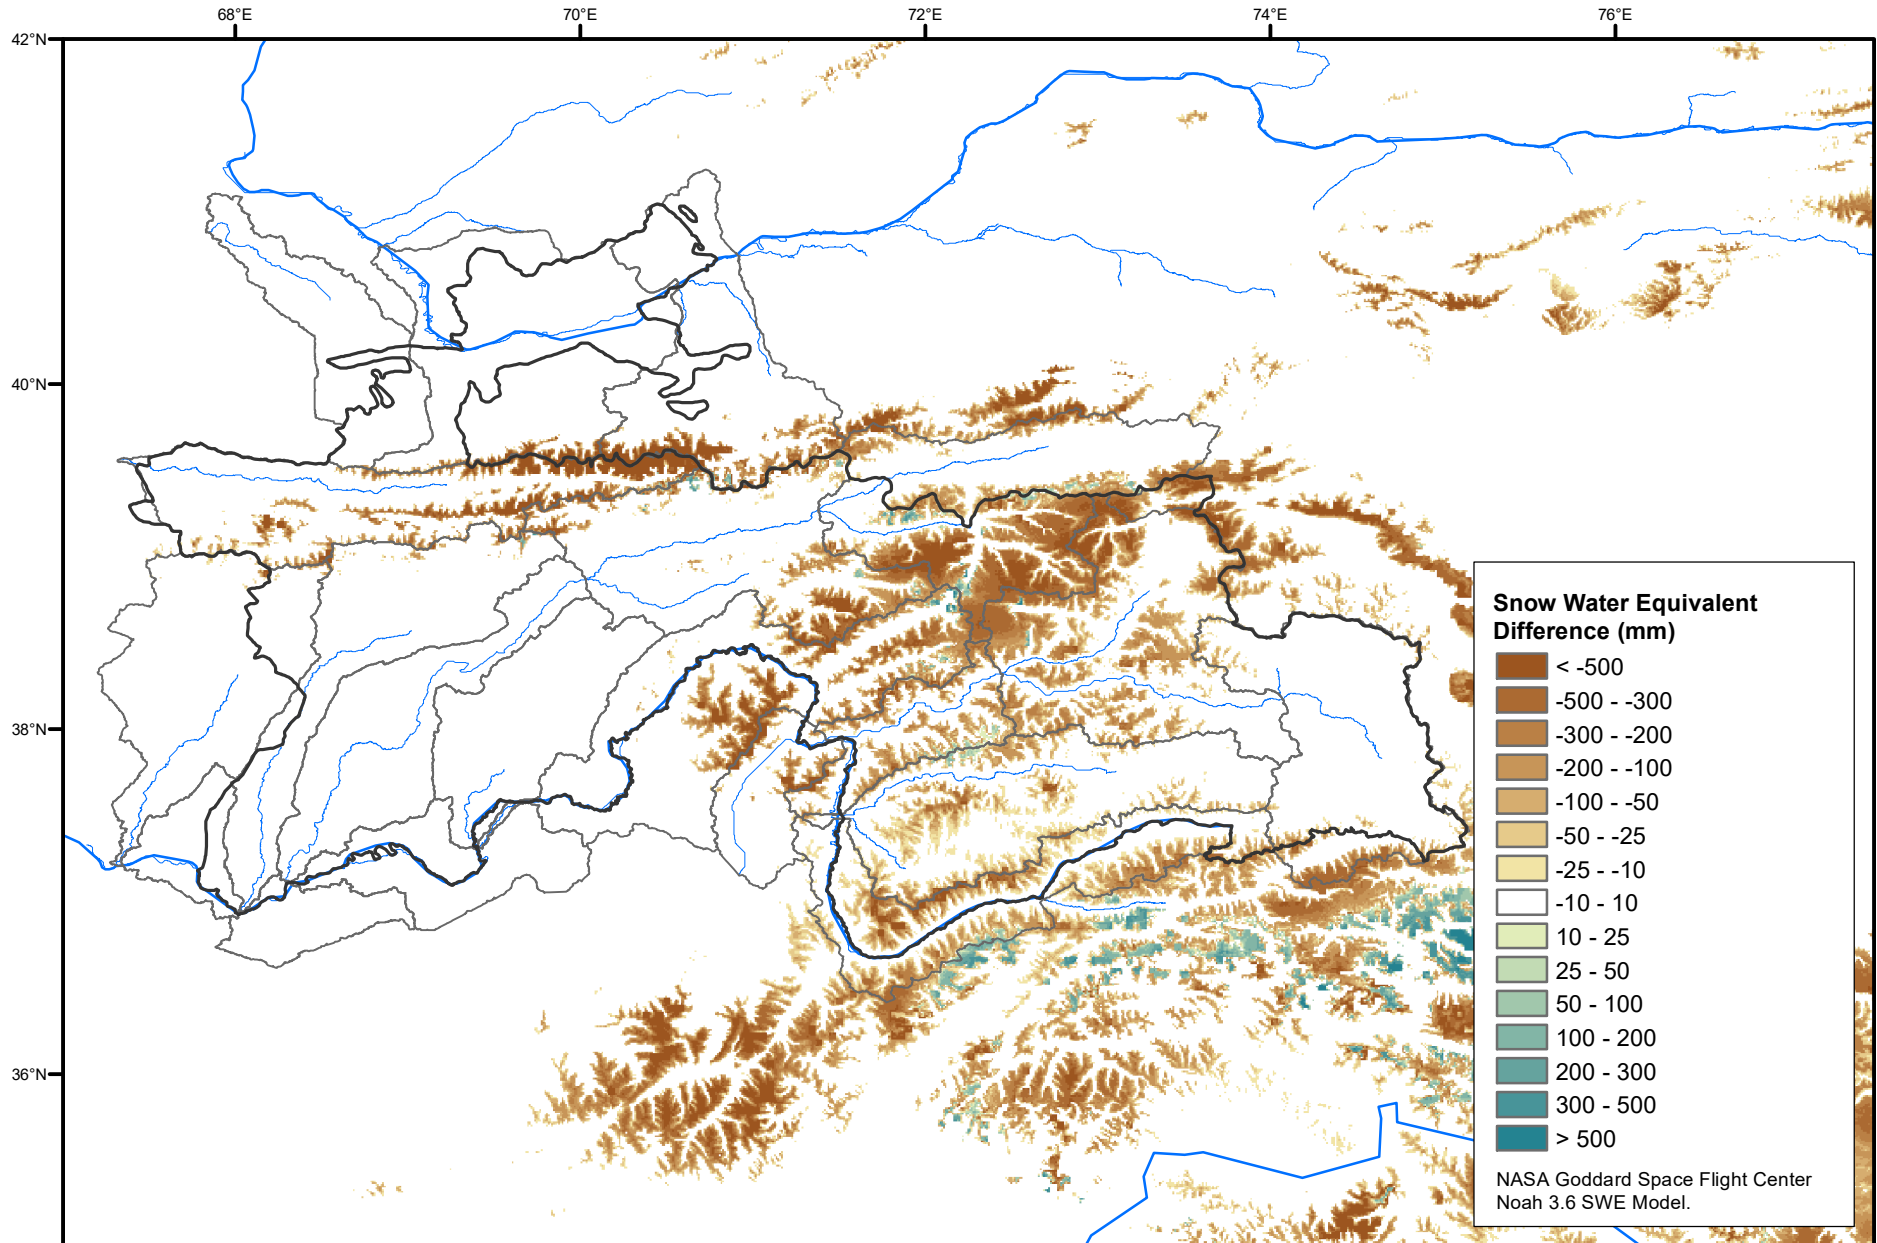 68°E
70°E
72°E
74°E
76°E
42°N
40°N
38°N
36°N
Snow Water Equivalent
Difference (mm)
< -500
-500 - -300
-300 - -200
-200 - -100
-100 - -50
-50 - -25
-25 - -10
-10 - 10
10 - 25
25 - 50
50 - 100
100 - 200
200 - 300
300 - 500
> 500
NASA Goddard Space Flight Center
Noah 3.6 SWE Model.